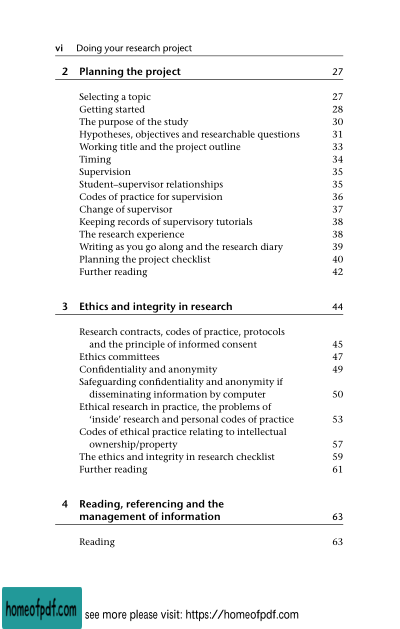 vi Doing your research project
2 Planning the project 27
Selecting a topic 27
Getting started 28
The purpose of the study 30
Hypotheses, objectives and researchable questions 31
Working title and the project outline 33
Timing 34
Supervision 35
Student–supervisor relationships 35
Codes of practice for supervision 36
Change of supervisor 37
Keeping records of supervisory tutorials 38
The research experience 38
Writing as you go along and the research diary 39
Planning the project checklist 40
Further reading 42
3 Ethics and integrity in research 44
Research contracts, codes of practice, protocols
and the principle of informed consent 45
Ethics committees 47
Confidentiality and anonymity 49
Safeguarding confidentiality and anonymity if
disseminating information by computer 50
Ethical research in practice, the problems of
‘inside’ research and personal codes of practice 53
Codes of ethical practice relating to intellectual
ownership/property 57
The ethics and integrity in research checklist 59
Further reading 61
4 Reading, referencing and the
management of information 63
Reading 63
homeofpdf.com see more please visit: https://homeofpdf.com